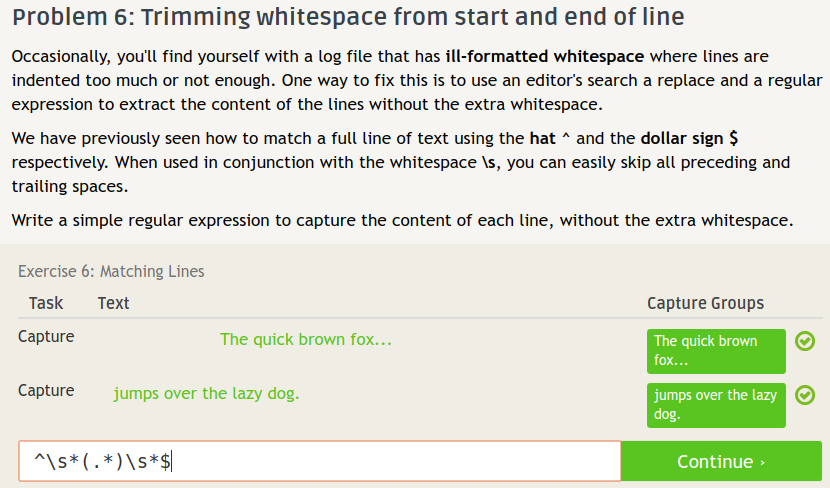 Problem 6: Trimming whitespace from start and end of line
Occasionally, you'll find yourself with a log file that has ill-formatted whitespace where lines are
indented too much or not enough. One way to fix this is to use an editor's search a replace and a regular
expression to extract the content of the lines without the extra whitespace.
We have previously seen how to match a full line of text using the hat ^ and the dollar sign $
respectively. When used in conjunction with the whitespace \s, you can easily skip all preceding and
trailing spaces.
Write a simple regular expression to capture the content of each line, without the extra whitespace.
Exercise 6: Matching Lines
Task Text Capture Groups
Capture The quick brown fox... The quick brown
fox...
Capture jumps over the lazy dog. jumps over the lazy
dog.
^\s*(.*)\s*$ Continue ›